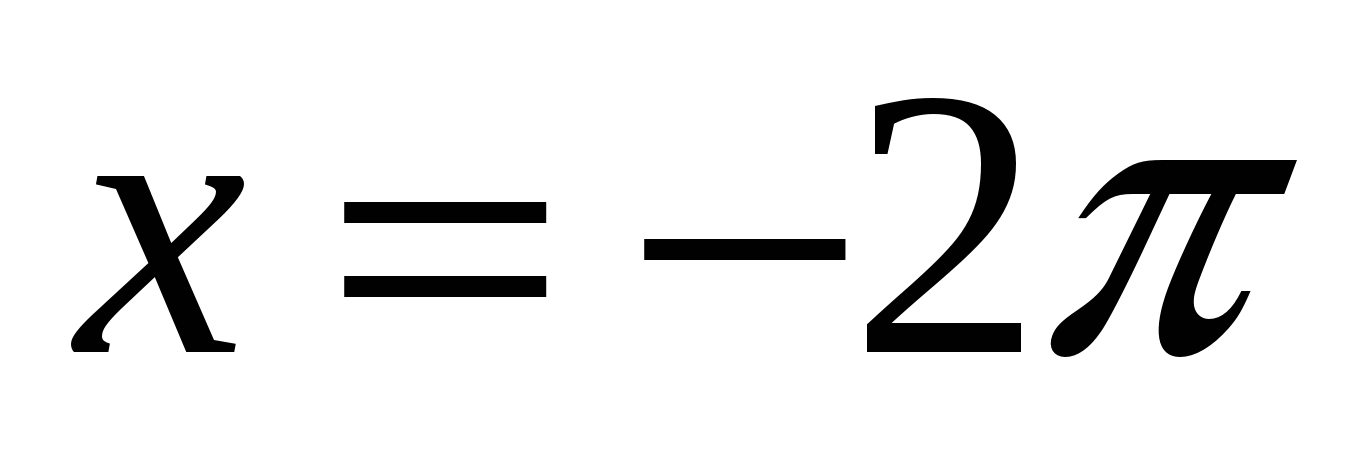 x = −2π